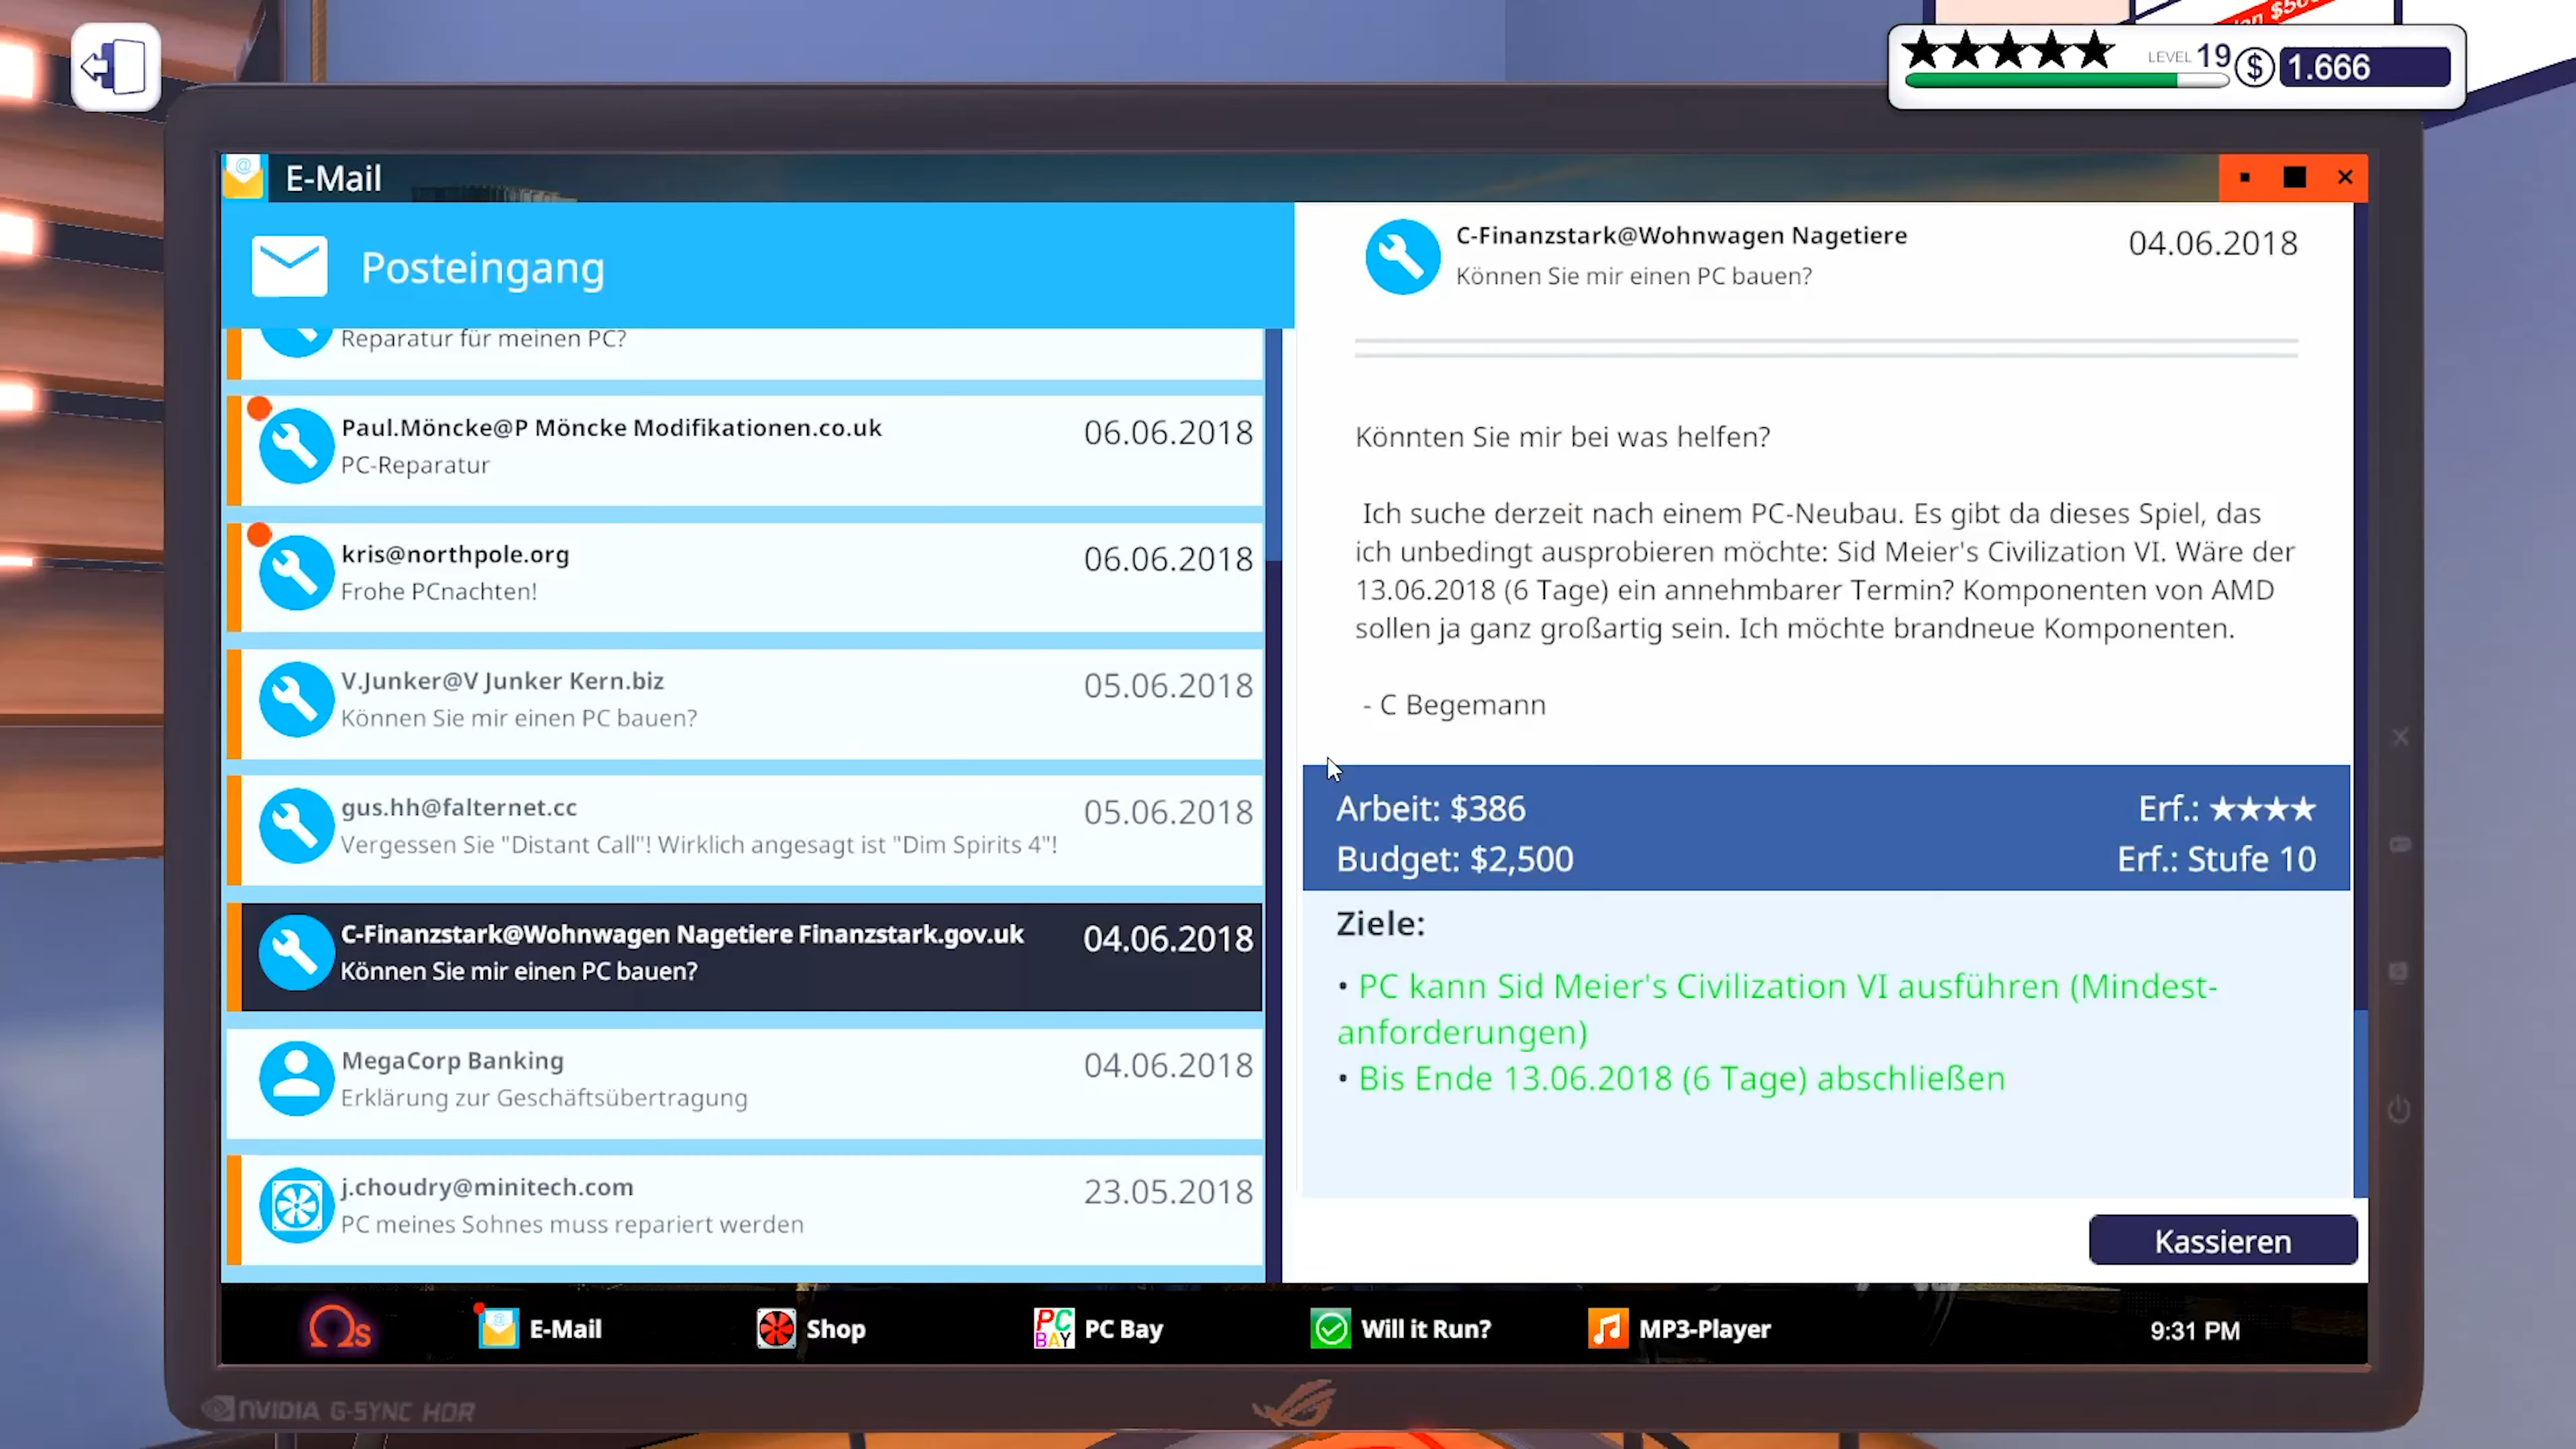 LEVEL 19 $ 1.666
E-Mail
Posteingang
Reparatur für meinen PC?
Paul.Möncke@P Möncke Modifikationen.co.uk 06.06.2018
PC-Reparatur
kris@northpole.org 06.06.2018
Frohe PCnachten!
V.Junker@V Junker Kern.biz 05.06.2018
Können Sie mir einen PC bauen?
gus.hh@falternet.cc 05.06.2018
Vergessen Sie "Distant Call"! Wirklich angesagt ist "Dim Spirits 4"!
C-Finanzstark@Wohnwagen Nagetiere Finanzstark.gov.uk 04.06.2018
Können Sie mir einen PC bauen?
MegaCorp Banking 04.06.2018
Erklärung zur Geschäftsübertragung
j.choudry@minitech.com 23.05.2018
PC meines Sohnes muss repariert werden
C-Finanzstark@Wohnwagen Nagetiere 04.06.2018
Können Sie mir einen PC bauen?
Könnten Sie mir bei was helfen?
Ich suche derzeit nach einem PC-Neubau. Es gibt da dieses Spiel, das
ich unbedingt ausprobieren möchte: Sid Meier's Civilization VI. Wäre der
13.06.2018 (6 Tage) ein annehmbarer Termin? Komponenten von AMD
sollen ja ganz großartig sein. Ich möchte brandneue Komponenten.
- C Begemann
Arbeit: $386 Erf.: ★★★★
Budget: $2,500 Erf.: Stufe 10
Ziele:
• PC kann Sid Meier's Civilization VI ausführen (Mindest-
anforderungen)
• Bis Ende 13.06.2018 (6 Tage) abschließen
Kassieren
Ωs E-Mail Shop PC BAY PC Bay Will it Run? MP3-Player 9:31 PM
NVIDIA G-SYNC HDR